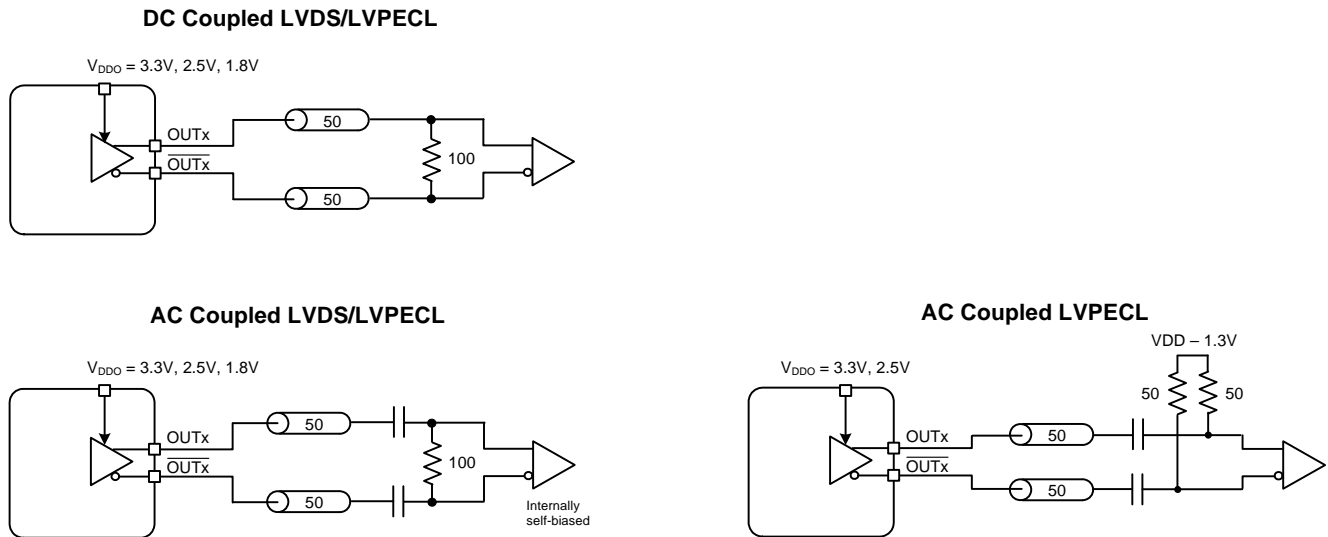 DC Coupled LVDS/LVPECL
VDDO = 3.3V, 2.5V, 1.8V
OUTx
OUTx
50
50
100
AC Coupled LVDS/LVPECL
VDDO = 3.3V, 2.5V, 1.8V
OUTx
OUTx
50
50
100
Internally
self-biased
AC Coupled LVPECL
VDD – 1.3V
VDDO = 3.3V, 2.5V
50
50
OUTx
OUTx
50
50